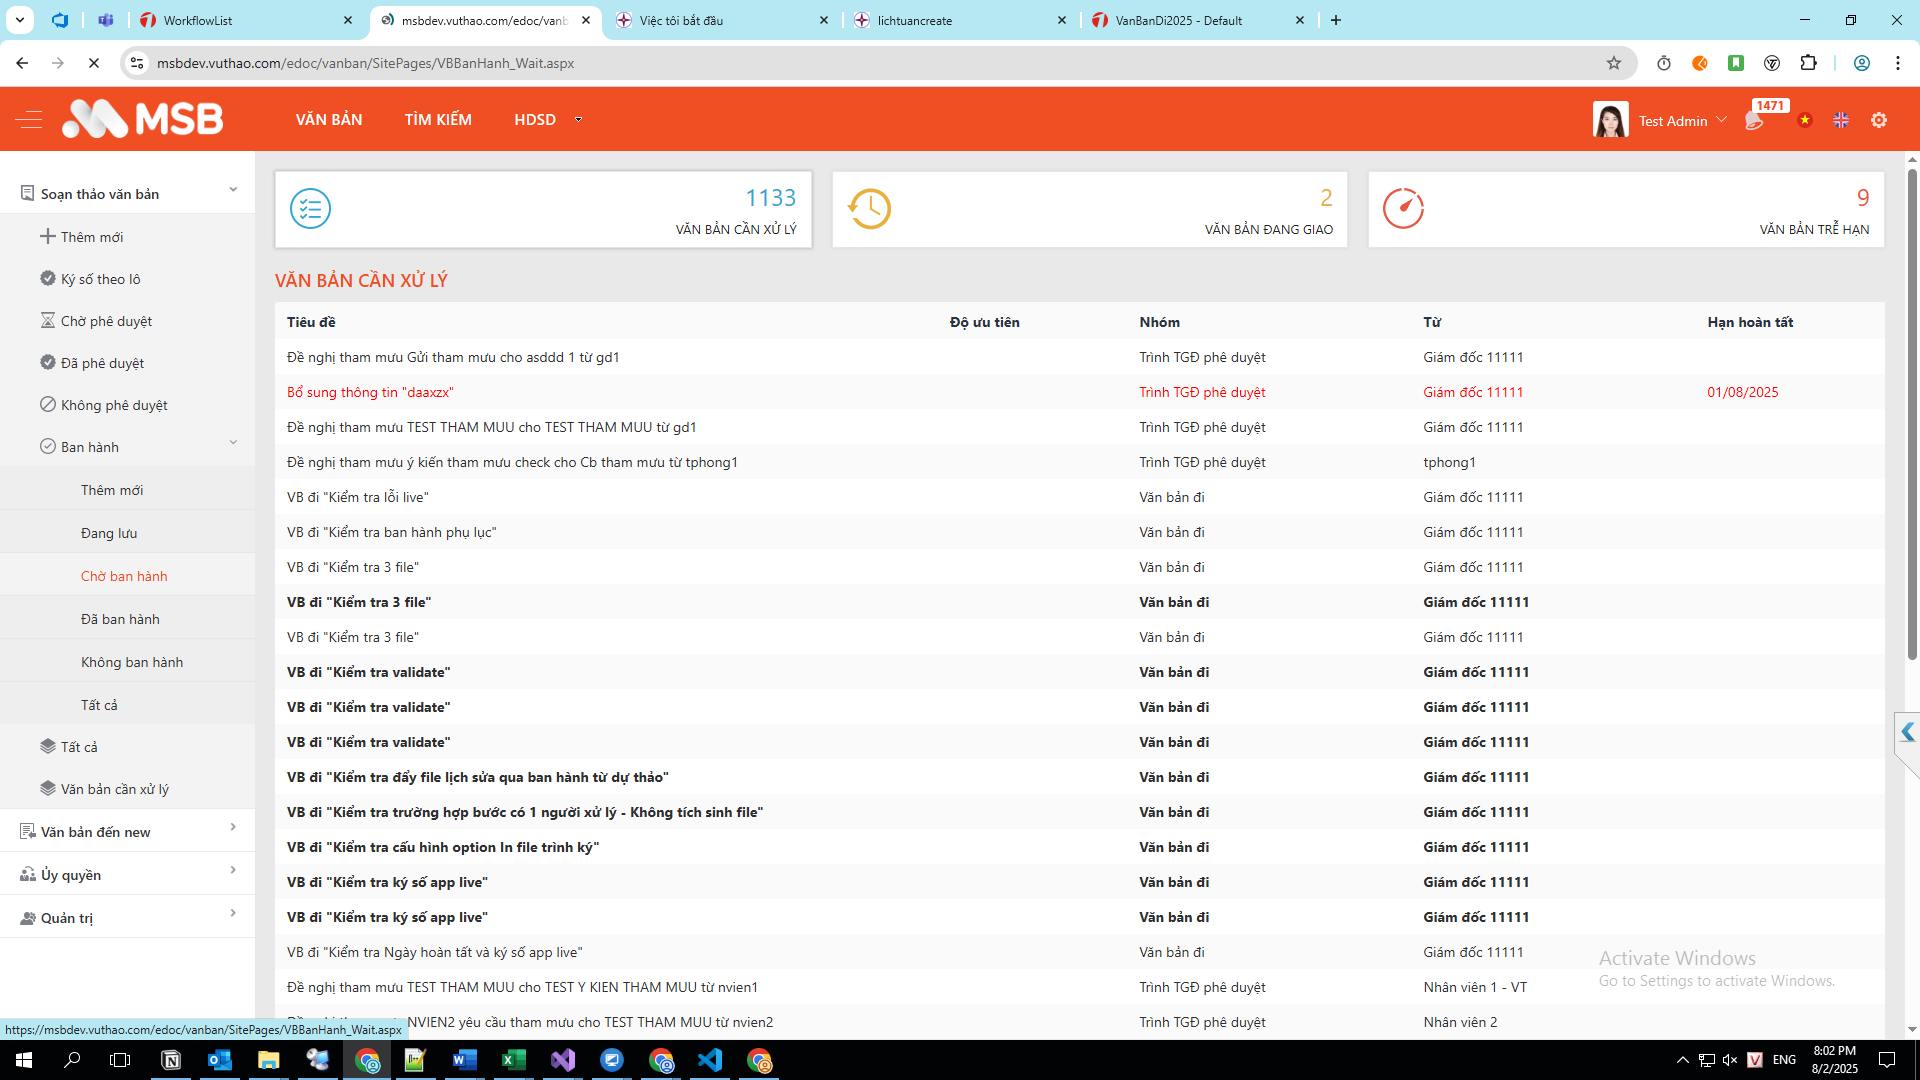 WorkflowList
msbdev.vuthao.com/edoc/vanb
Việc tôi bắt đầu
lichtuancreate
VanBanDi2025 - Default
msbdev.vuthao.com/edoc/vanban/SitePages/VBBanHanh_Wait.aspx
MSB
VĂN BẢN
TÌM KIẾM
HDSD
Test Admin
1471
Soạn thảo văn bản
Thêm mới
Ký số theo lô
Chờ phê duyệt
Đã phê duyệt
Không phê duyệt
Ban hành
Thêm mới
Đang lưu
Chờ ban hành
Đã ban hành
Không ban hành
Tất cả
Tất cả
Văn bản cần xử lý
Văn bản đến new
Ủy quyền
Quản trị
1133
VĂN BẢN CẦN XỬ LÝ
2
VĂN BẢN ĐANG GIAO
9
VĂN BẢN TRỄ HẠN
VĂN BẢN CẦN XỬ LÝ
Tiêu đề Độ ưu tiên Nhóm Từ Hạn hoàn tất
Đề nghị tham mưu Gửi tham mưu cho asddd 1 từ gd1 Trình TGĐ phê duyệt Giám đốc 11111
Bổ sung thông tin "daaxzx" Trình TGĐ phê duyệt Giám đốc 11111 01/08/2025
Đề nghị tham mưu TEST THAM MUU cho TEST THAM MUU từ gd1 Trình TGĐ phê duyệt Giám đốc 11111
Đề nghị tham mưu ý kiến tham mưu check cho Cb tham mưu từ tphong1 Trình TGĐ phê duyệt tphong1
VB đi "Kiểm tra lỗi live" Văn bản đi Giám đốc 11111
VB đi "Kiểm tra ban hành phụ lục" Văn bản đi Giám đốc 11111
VB đi "Kiểm tra 3 file" Văn bản đi Giám đốc 11111
VB đi "Kiểm tra 3 file" Văn bản đi Giám đốc 11111
VB đi "Kiểm tra 3 file" Văn bản đi Giám đốc 11111
VB đi "Kiểm tra validate" Văn bản đi Giám đốc 11111
VB đi "Kiểm tra validate" Văn bản đi Giám đốc 11111
VB đi "Kiểm tra validate" Văn bản đi Giám đốc 11111
VB đi "Kiểm tra đẩy file lịch sửa qua ban hành từ dự thảo" Văn bản đi Giám đốc 11111
VB đi "Kiểm tra trường hợp bước có 1 người xử lý - Không tích sinh file" Văn bản đi Giám đốc 11111
VB đi "Kiểm tra cấu hình option In file trình ký" Văn bản đi Giám đốc 11111
VB đi "Kiểm tra ký số app live" Văn bản đi Giám đốc 11111
VB đi "Kiểm tra ký số app live" Văn bản đi Giám đốc 11111
VB đi "Kiểm tra Ngày hoàn tất và ký số app live" Văn bản đi Giám đốc 11111
Đề nghị tham mưu TEST THAM MUU cho TEST Y KIEN THAM MUU từ nvien1 Trình TGĐ phê duyệt Nhân viên 1 - VT
NVIEN2 yêu cầu tham mưu cho TEST THAM MUU từ nvien2 Trình TGĐ phê duyệt Nhân viên 2
Activate Windows
Go to Settings to activate Windows.
https://msbdev.vuthao.com/edoc/vanban/SitePages/VBBanHanh_Wait.aspx
ENG
8:02 PM
8/2/2025